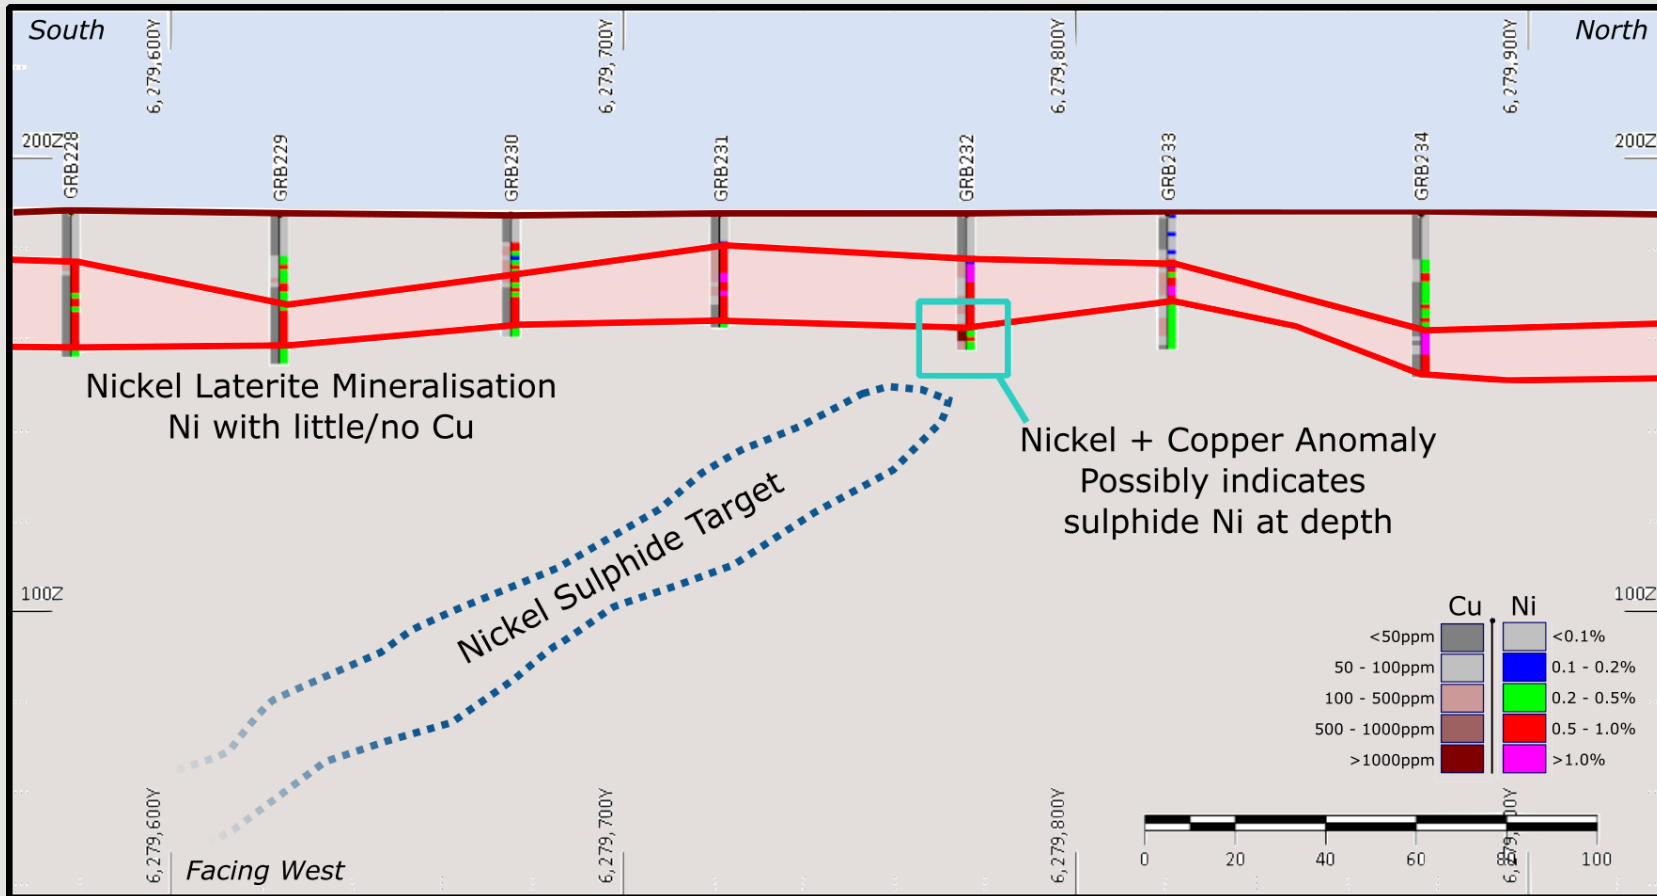 South
North
6,279,600Y
6,279,700Y
6,279,800Y
6,279,900Y
200Z
200Z
GRB228
GRB229
GRB230
GRB231
GRB232
GRB233
GRB234
Nickel Laterite Mineralisation
Ni with little/no Cu
Nickel + Copper Anomaly
Possibly indicates
sulphide Ni at depth
Nickel Sulphide Target
100Z
100Z
Cu Ni
<50ppm <0.1%
50 - 100ppm 0.1 - 0.2%
100 - 500ppm 0.2 - 0.5%
500 - 1000ppm 0.5 - 1.0%
>1000ppm >1.0%
6,279,600Y
6,279,700Y
6,279,800Y
6,279,900Y
0 20 40 60 80 100
Facing West